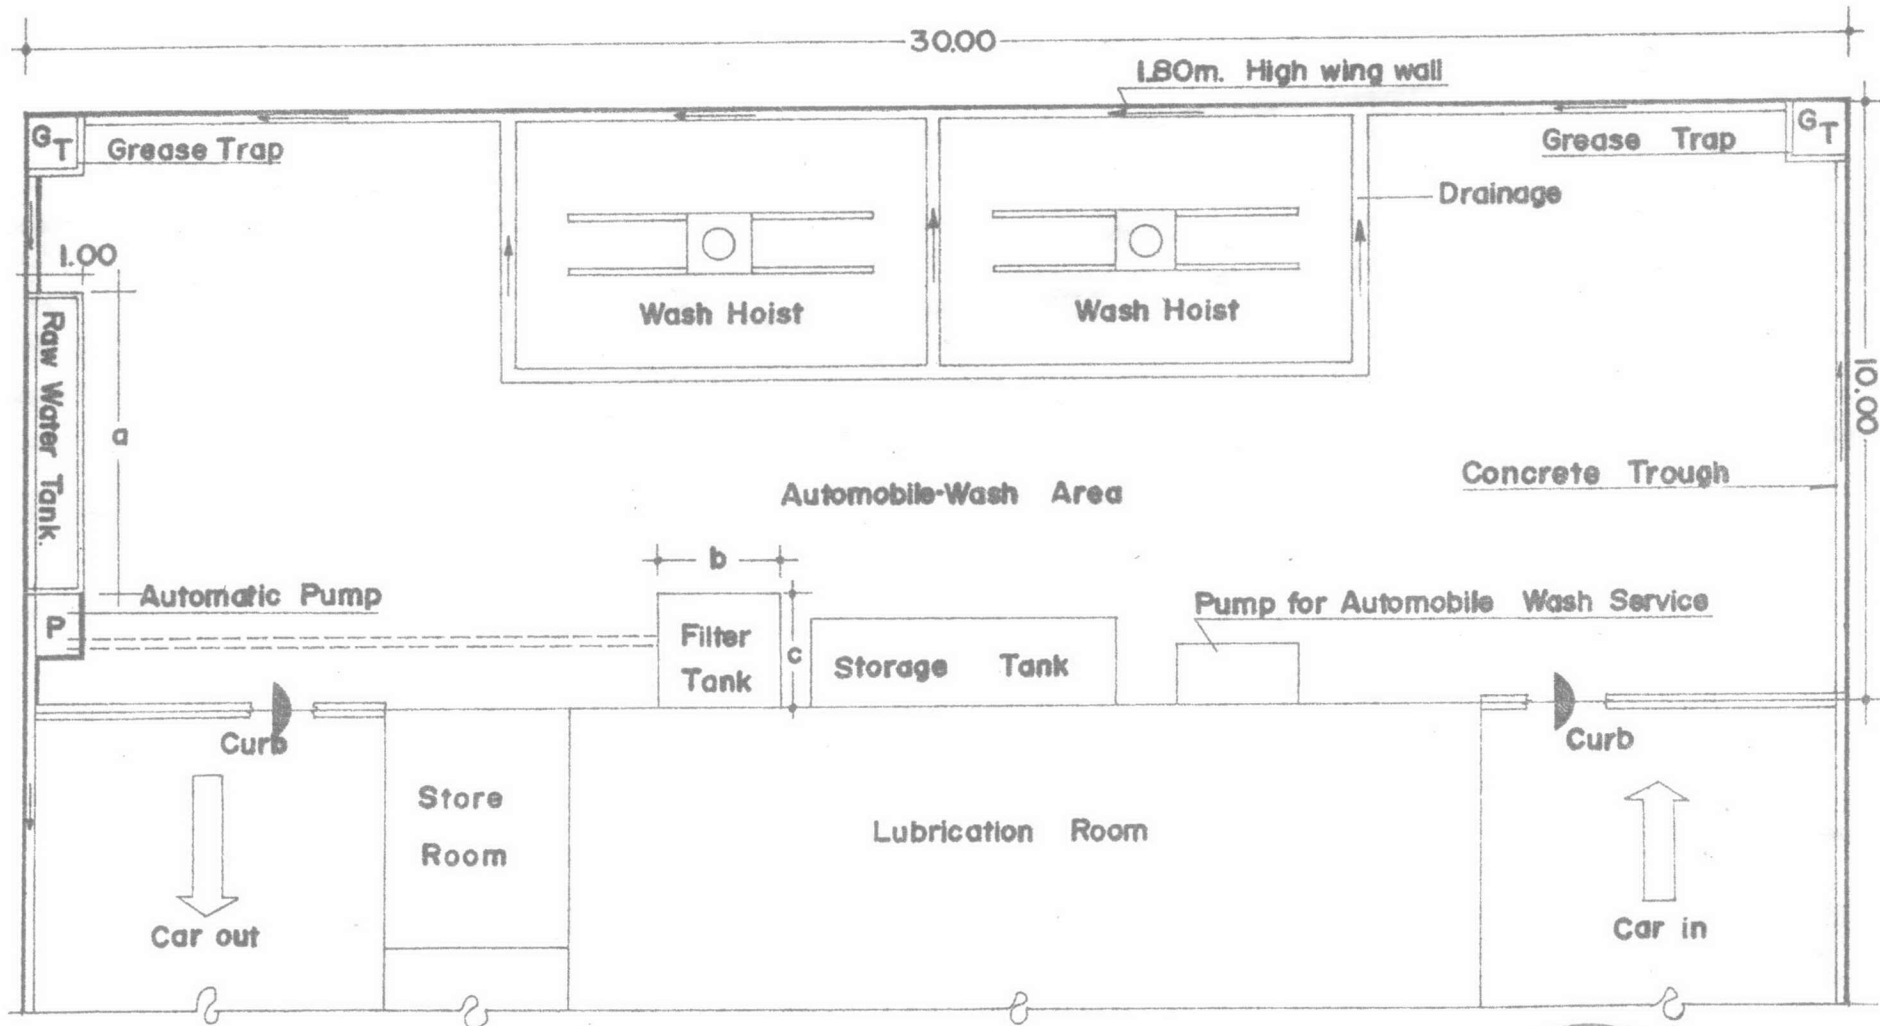 30.00
1.80m. High wing wall
GT
Grease Trap
Grease Trap
GT
Drainage
1.00
Wash Hoist
Wash Hoist
10.00
Raw Water Tank.
a
Automobile-Wash Area
Concrete Trough
b
Automatic Pump
Pump for Automobile Wash Service
P
Filter
Tank
c
Storage Tank
Curb
Curb
Store
Room
Lubrication Room
Car out
Car in